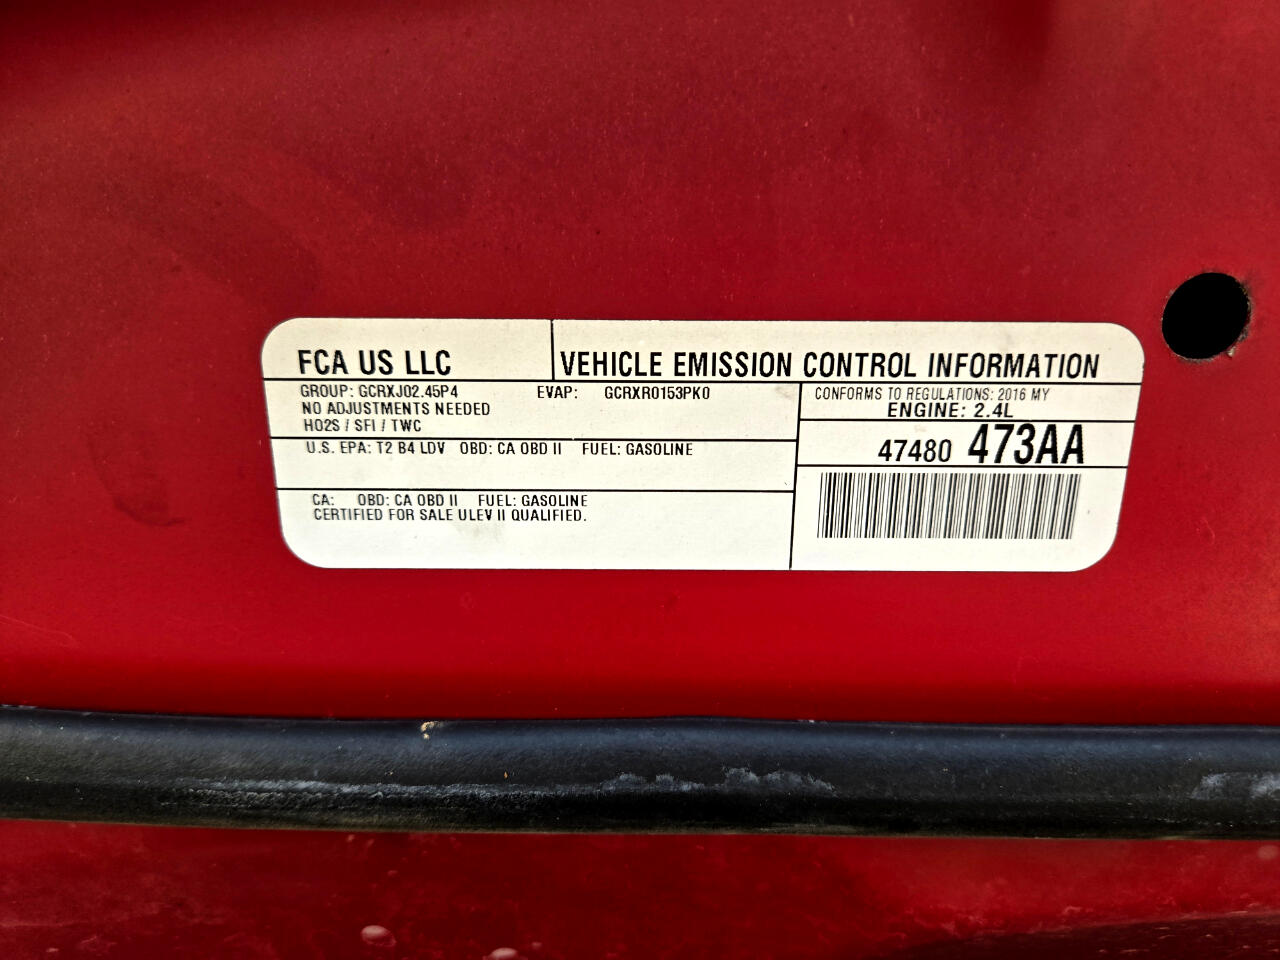 FCA US LLC
VEHICLE EMISSION CONTROL INFORMATION
GROUP: GCRXJ02.45P4 EVAP: GCRXR0153PK0
NO ADJUSTMENTS NEEDED
HO2S / SFI / TWC
CONFORMS TO REGULATIONS: 2016 MY
ENGINE: 2.4L
U.S. EPA: T2 B4 LDV OBD: CA OBD II FUEL: GASOLINE
47480 473AA
CA: OBD: CA OBD II FUEL: GASOLINE
CERTIFIED FOR SALE ULEV II QUALIFIED.